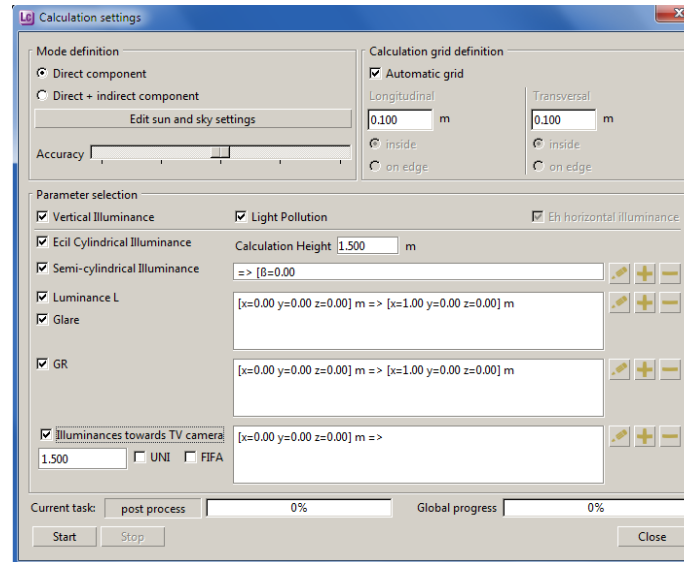 Lc Calculation settings
Mode definition
Direct component
Direct + indirect component
Edit sun and sky settings
Accuracy
Calculation grid definition
Automatic grid
Longitudinal Transversal
0.100 m 0.100 m
inside inside
on edge on edge
Parameter selection
Vertical Illuminance Light Pollution Eh horizontal illuminance
Ecil Cylindrical Illuminance Calculation Height 1.500 m
Semi-cylindrical Illuminance => [ß=0.00
Luminance L [x=0.00 y=0.00 z=0.00] m => [x=1.00 y=0.00 z=0.00] m
Glare
GR [x=0.00 y=0.00 z=0.00] m => [x=1.00 y=0.00 z=0.00] m
Illuminances towards TV camera [x=0.00 y=0.00 z=0.00] m =>
1.500 UNI FIFA
Current task: post process 0% Global progress 0%
Start Stop Close